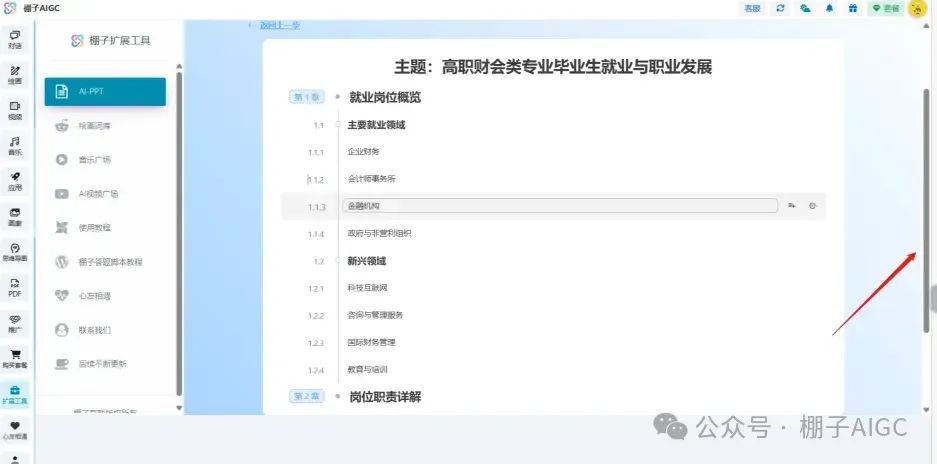 棚子AIGC
客服
套餐
对话
绘画
视频
音乐
应用
画廊
思维导图
PDF
推广
购买套餐
扩展工具
心友相遇
棚子扩展工具
AI-PPT
绘画词库
音乐广场
AI视频广场
使用教程
棚子答题脚本教程
心友相遇
联系我们
后续不断更新
棚子互联版权所有
← 返回上一步
主题：高职财会类专业毕业生就业与职业发展
第 1 章 就业岗位概览
1.1 主要就业领域
1.1.1 企业财务
1.1.2 会计师事务所
1.1.3 金融机构
1.1.4 政府与非营利组织
1.2 新兴领域
1.2.1 科技互联网
1.2.2 咨询与管理服务
1.2.3 国际财务管理
1.2.4 教育与培训
第 2 章 岗位职责详解
公众号 · 棚子AIGC